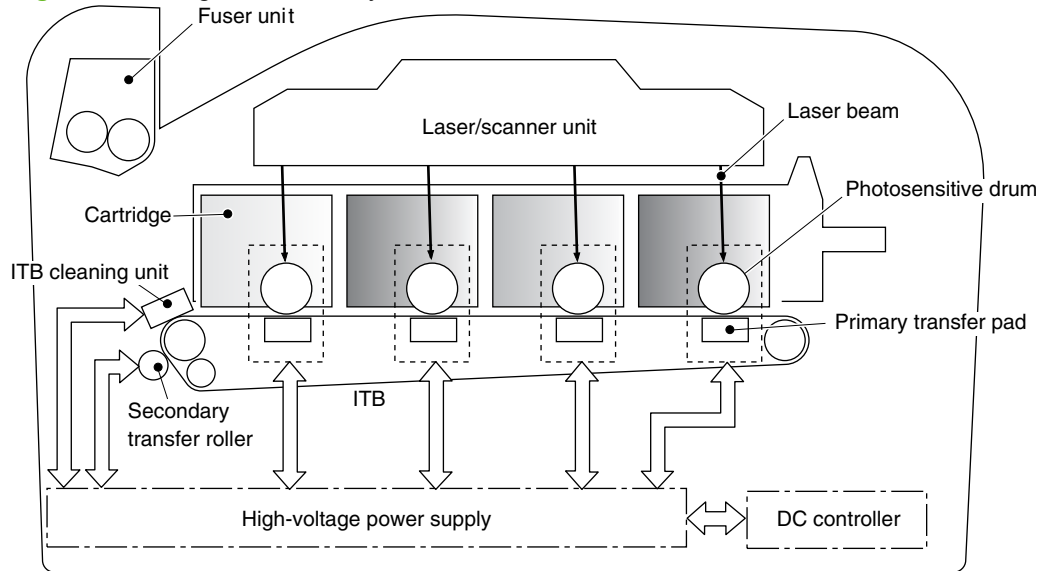 Fuser unit
Laser/scanner unit
Laser beam
Photosensitive drum
Cartridge
ITB cleaning unit
Primary transfer pad
ITB
Secondary
transfer roller
High-voltage power supply
DC controller